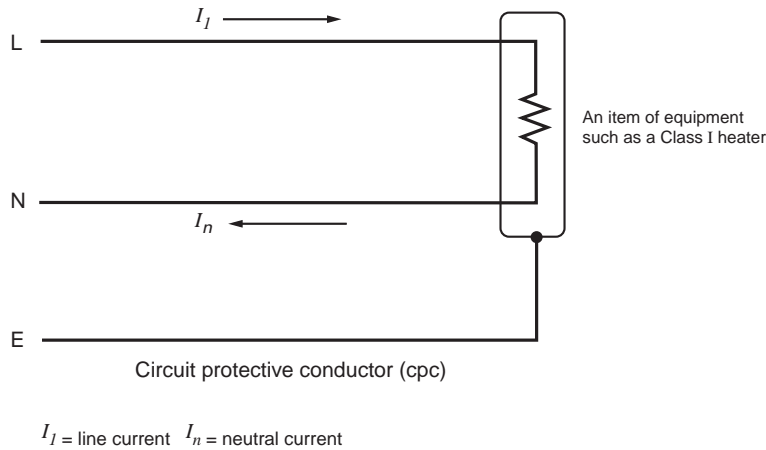 I1
L
An item of equipment
such as a Class I heater
N
In
E
Circuit protective conductor (cpc)
I1 = line current In = neutral current